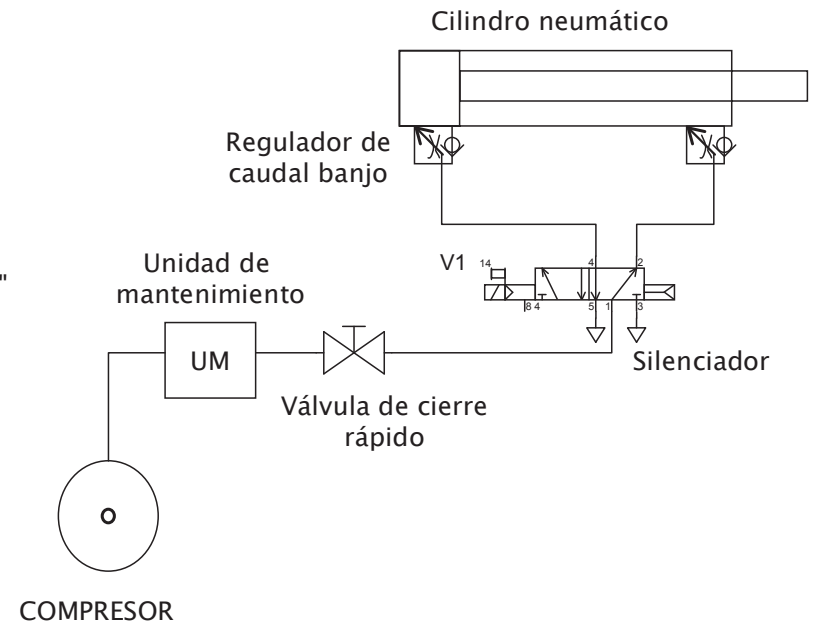 Cilindro neumático
Regulador de
caudal banjo
V1
14
4
2
84
5
1
3
Silenciador
Unidad de
mantenimiento
"
UM
Válvula de cierre
rápido
COMPRESOR